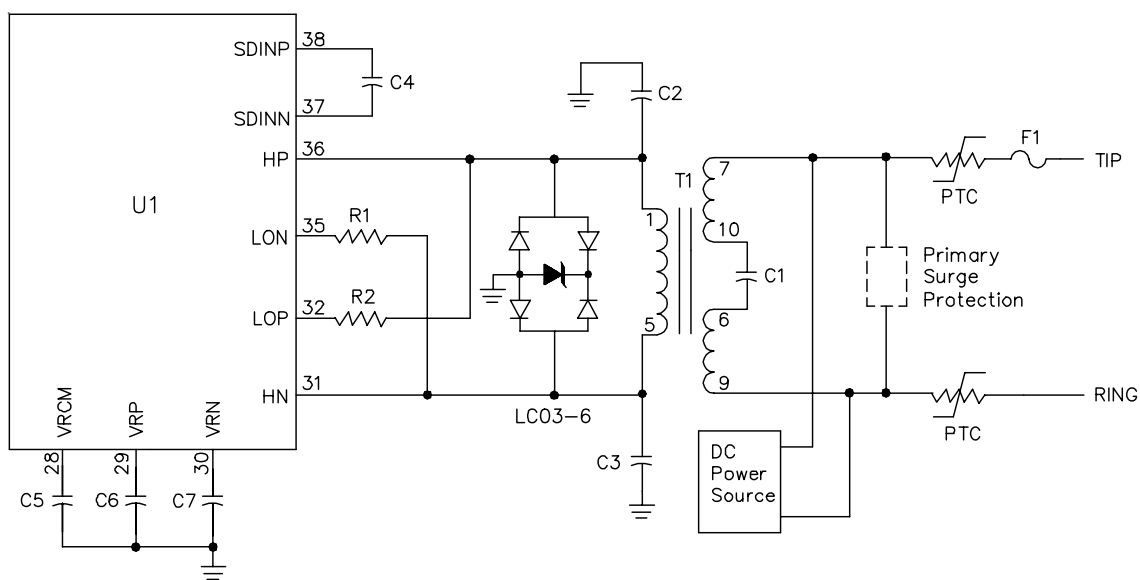 SDINP 38
C4
SDINN 37
C2
HP 36
F1
TIP
PTC
T1
7
U1
R1
LON 35
1
10
C1
Primary
Surge
Protection
R2
LOP 32
5
6
9
HN 31
RING
LC03-6
PTC
VRCM
VRP
VRN
28
29
30
C5
C6
C7
C3
DC
Power
Source